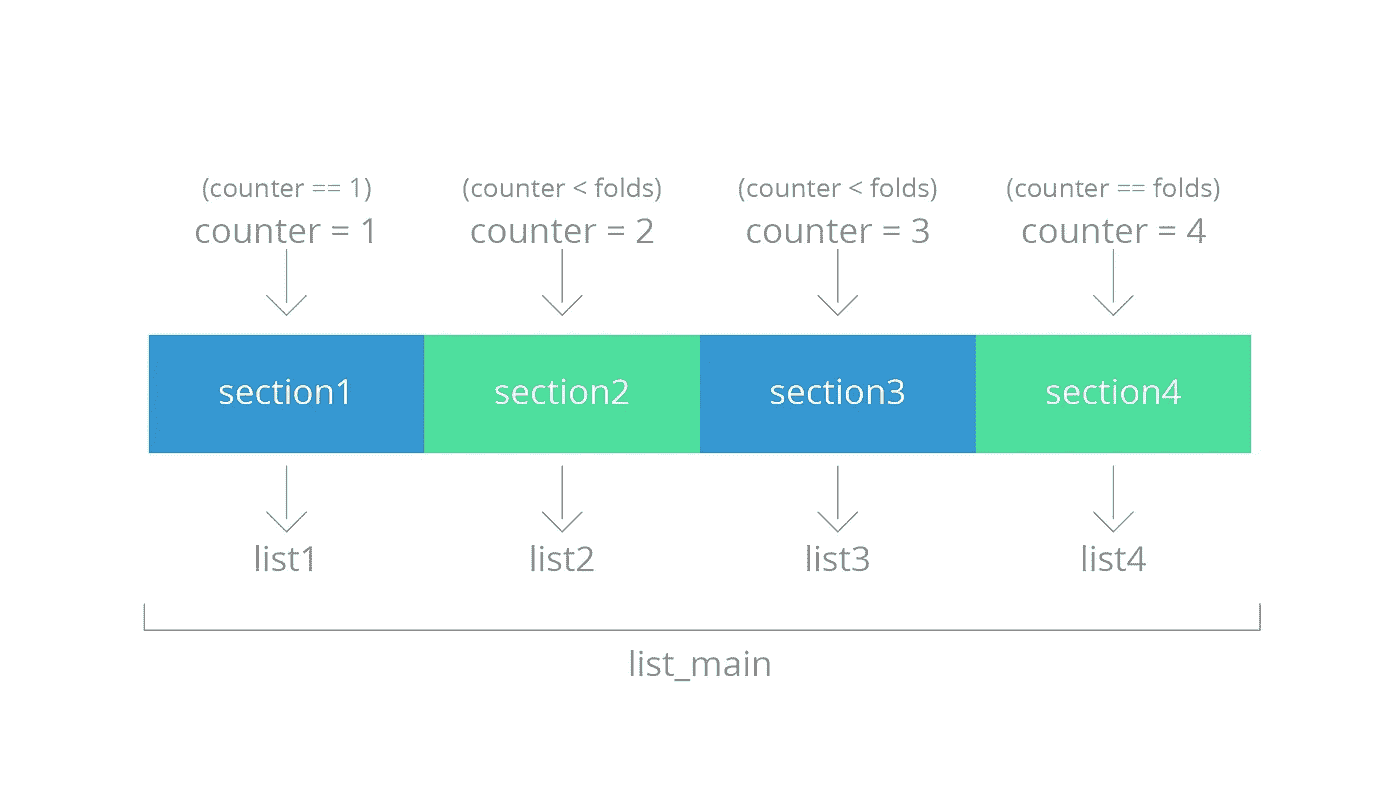 (counter == 1) (counter < folds) (counter < folds) (counter == folds)
counter = 1 counter = 2 counter = 3 counter = 4
section1 section2 section3 section4
list1 list2 list3 list4
list_main